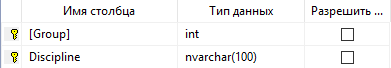 Имя столбца Тип данных Разрешить ...
[Group] int
Discipline nvarchar(100)